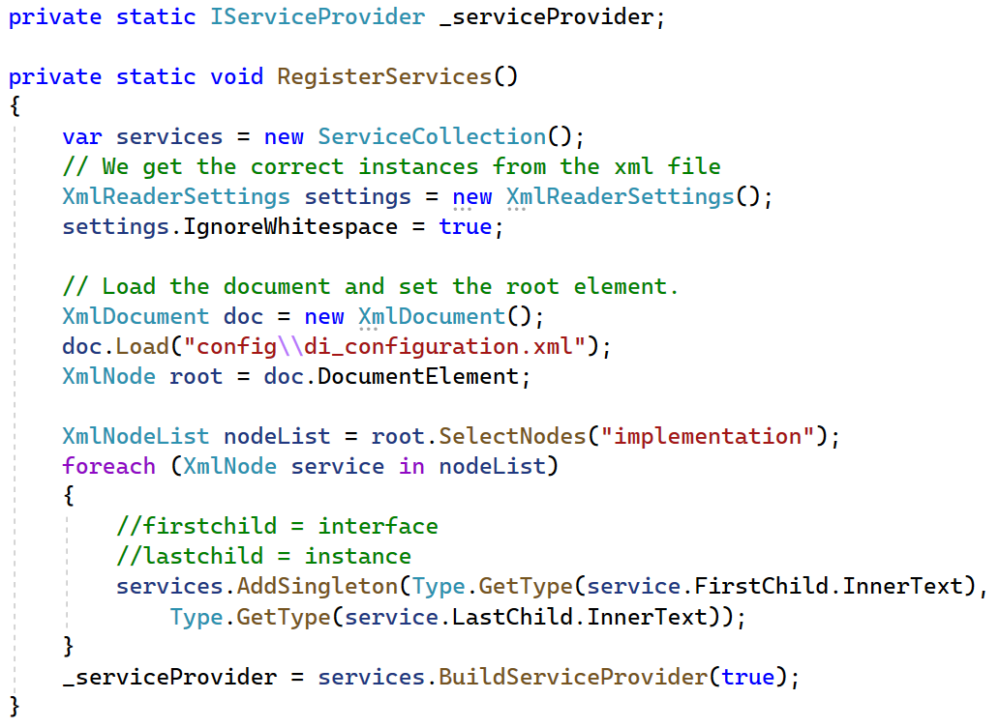 private static IServiceProvider _serviceProvider;

private static void RegisterServices()
{
    var services = new ServiceCollection();
    // We get the correct instances from the xml file
    XmlReaderSettings settings = new XmlReaderSettings();
    settings.IgnoreWhitespace = true;

    // Load the document and set the root element.
    XmlDocument doc = new XmlDocument();
    doc.Load("config\\di_configuration.xml");
    XmlNode root = doc.DocumentElement;

    XmlNodeList nodeList = root.SelectNodes("implementation");
    foreach (XmlNode service in nodeList)
    {
        //firstchild = interface
        //lastchild = instance
        services.AddSingleton(Type.GetType(service.FirstChild.InnerText),
            Type.GetType(service.LastChild.InnerText));
    }
    _serviceProvider = services.BuildServiceProvider(true);
}